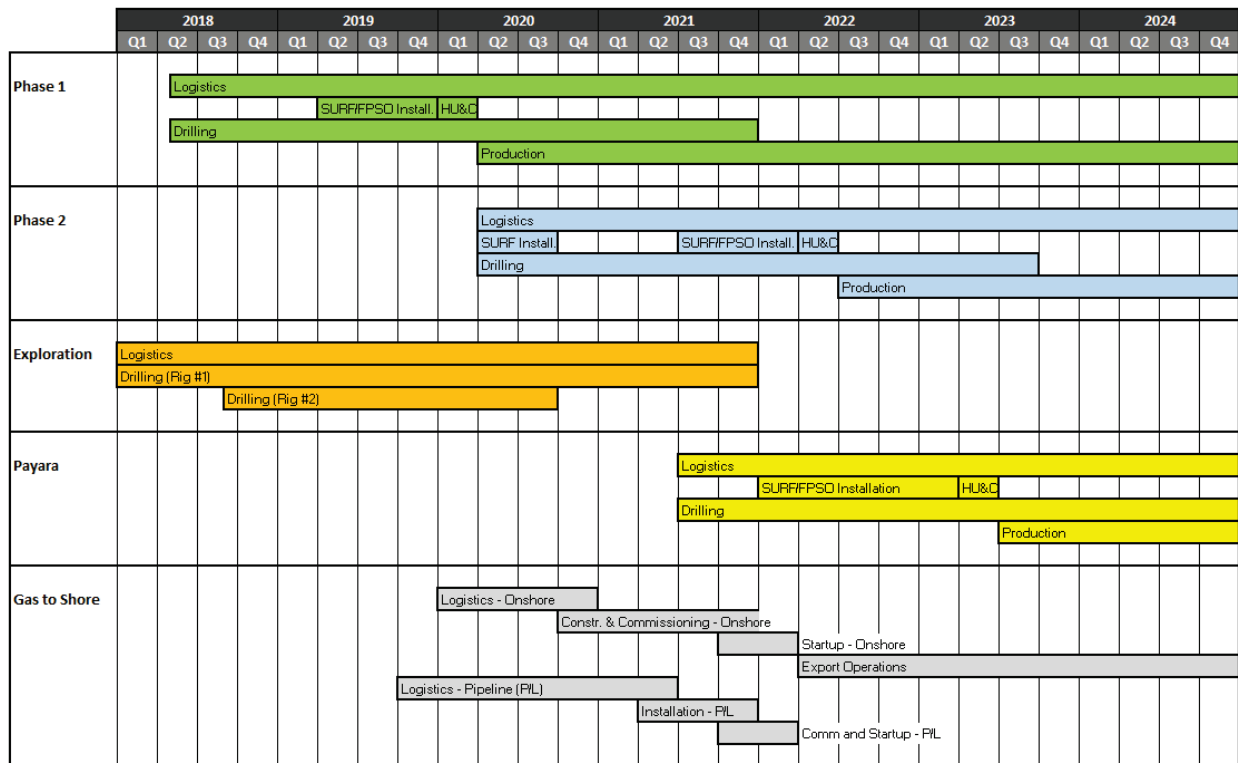 2018 2019 2020 2021 2022 2023 2024
Q1 Q2 Q3 Q4 Q1 Q2 Q3 Q4 Q1 Q2 Q3 Q4 Q1 Q2 Q3 Q4 Q1 Q2 Q3 Q4 Q1 Q2 Q3 Q4 Q1 Q2 Q3 Q4
Phase 1 Logistics
SURF/FPSO Install. HU&C
Drilling
Production
Phase 2 Logistics
SURF Install. SURF/FPSO Install. HU&C
Drilling
Production
Exploration Logistics
Drilling (Rig #1)
Drilling (Rig #2)
Payara Logistics
SURF/FPSO Installation HU&C
Drilling
Production
Gas to Shore Logistics - Onshore
Constr. & Commissioning - Onshore
Startup - Onshore
Export Operations
Logistics - Pipeline (P/L)
Installation - P/L
Comm and Startup - P/L